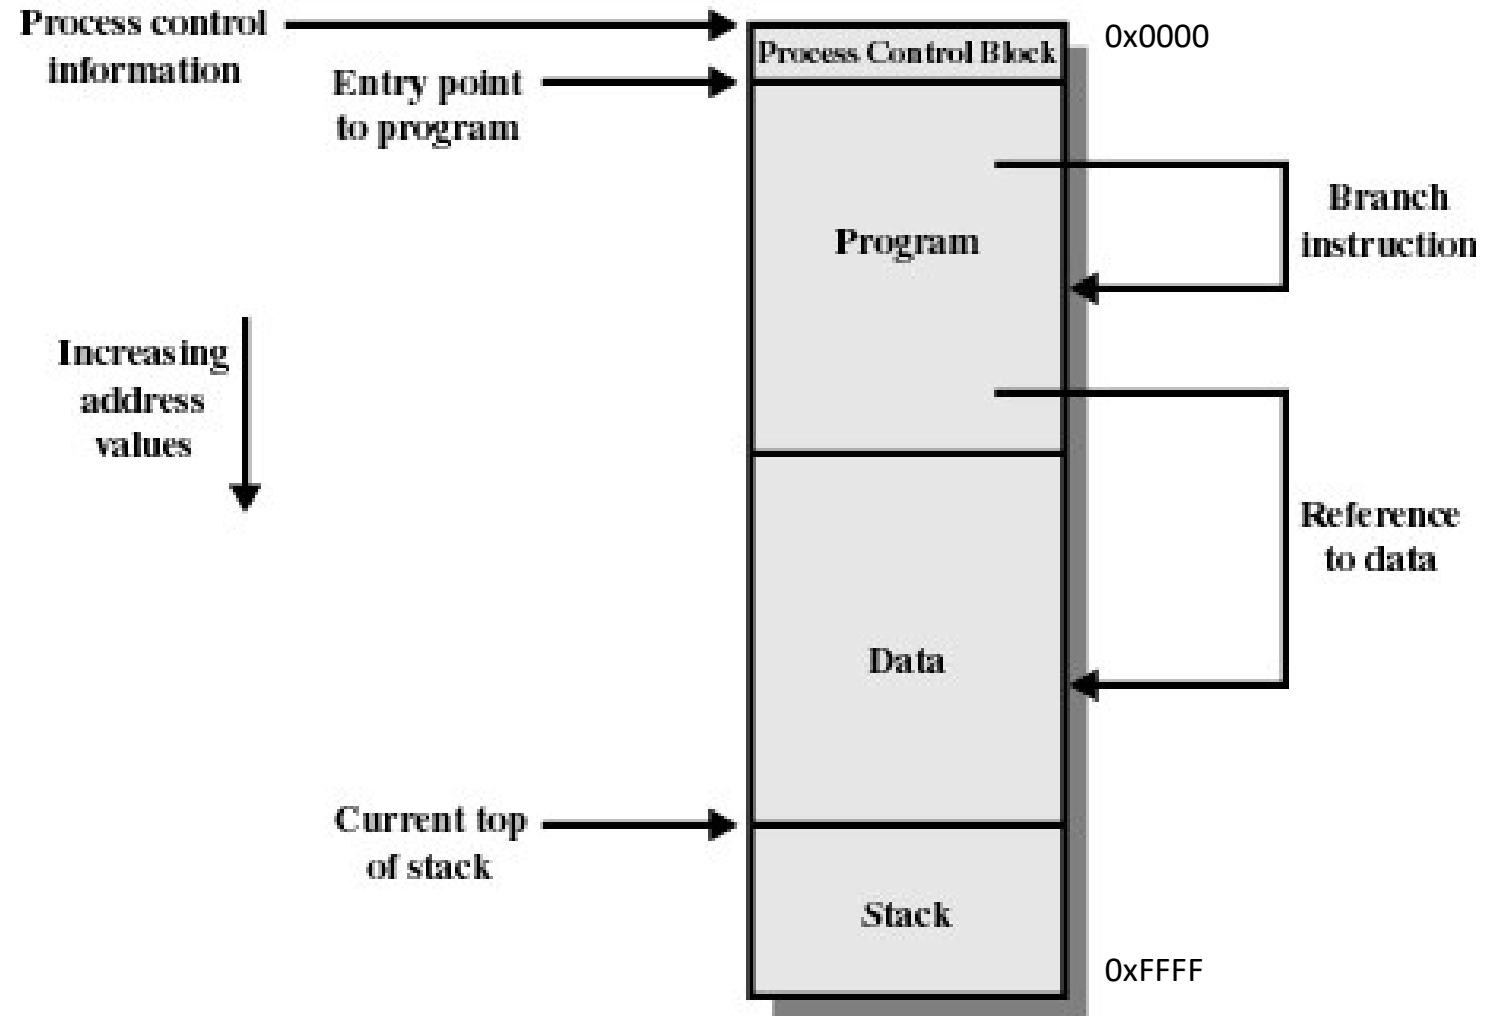 Process control
information
0x0000
Process Control Block
Entry point
to program
Branch
instruction
Program
Increasing
address
values
Reference
to data
Data
Current top
of stack
Stack
0xFFFF